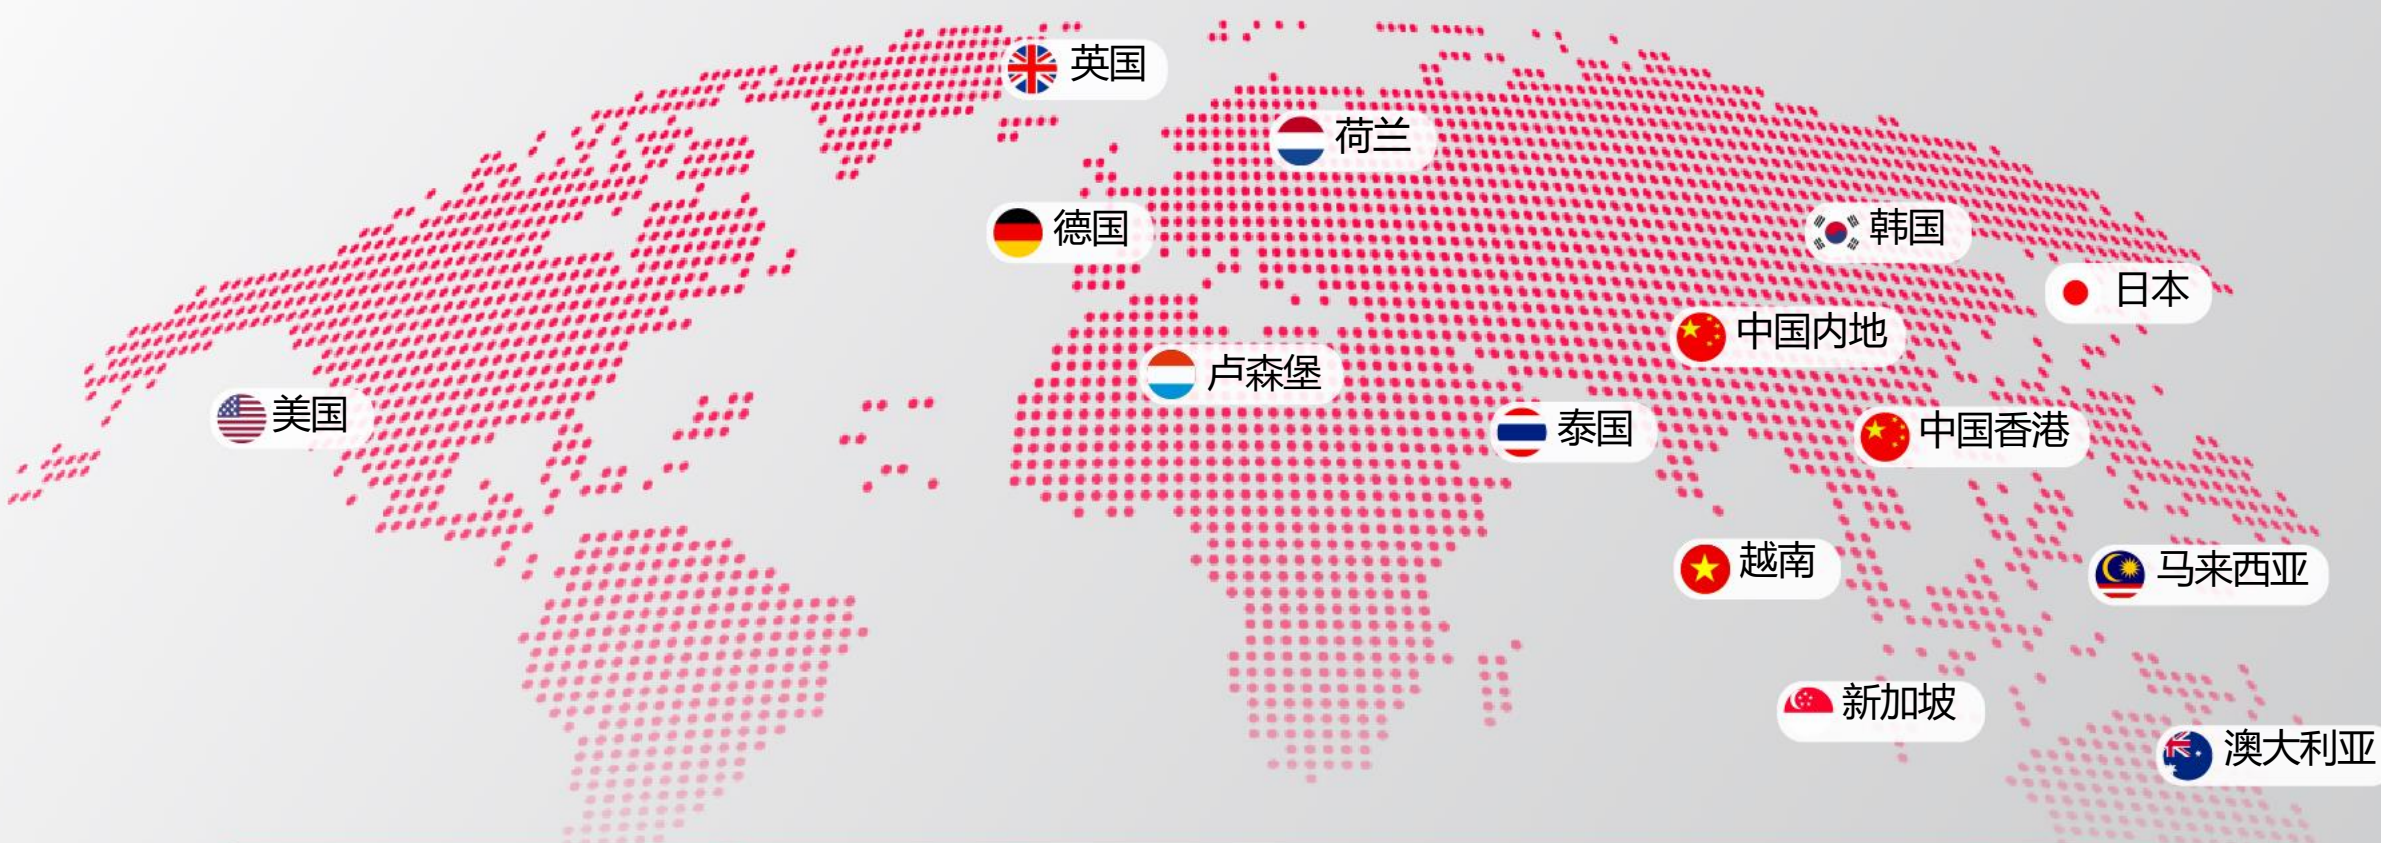 英国
荷兰
德国
韩国
日本
中国内地
卢森堡
美国
泰国
中国香港
越南
马来西亚
新加坡
澳大利亚